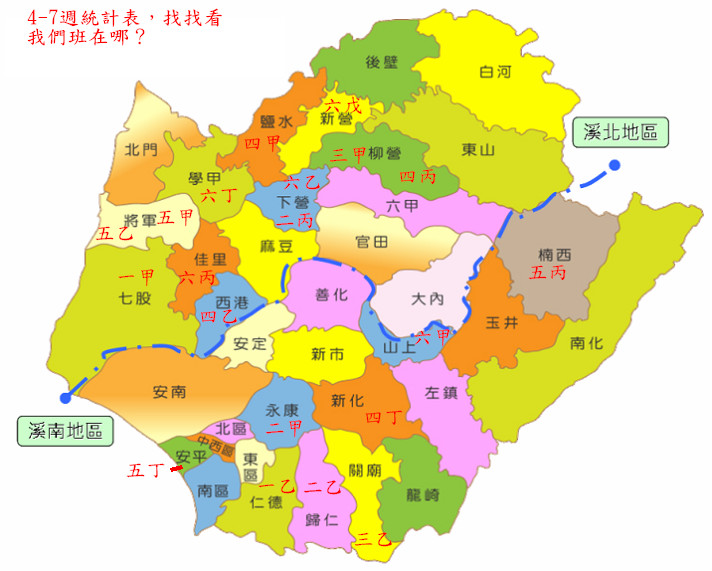 4-7週統計表，找找看
我們班在哪？
後壁
白河
六戊
新營
鹽水
四甲
溪北地區
北門
三甲
柳營
東山
四丙
學甲
六丁
六乙
下營
二丙
六甲
將軍
五甲
五乙
麻豆
官田
佳里
六丙
楠西
五丙
一甲
七股
西港
四乙
善化
大內
玉井
六甲
山上
南化
安定
新市
安南
左鎮
永康
二甲
新化
四丁
溪南地區
北區
中西區
安平
五丁
東區
南區
一乙
仁德
二乙
歸仁
關廟
三乙
龍崎